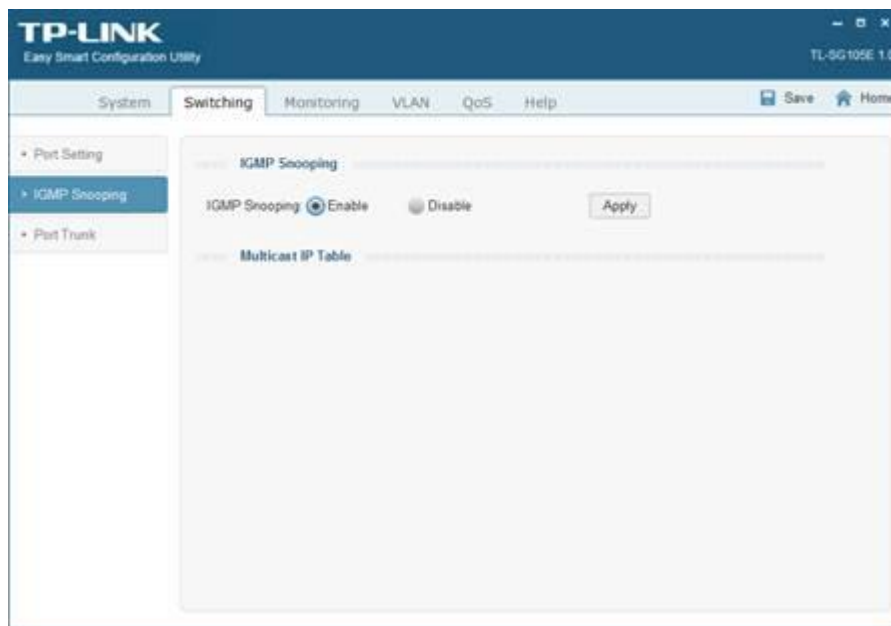 TP-LINK
Easy Smart Configuration Utility
TL-SG105E 1.0
System Switching Monitoring VLAN QoS Help Save Home
Port Setting
IGMP Snooping
Port Trunk
IGMP Snooping
IGMP Snooping: Enable Disable Apply
Multicast IP Table